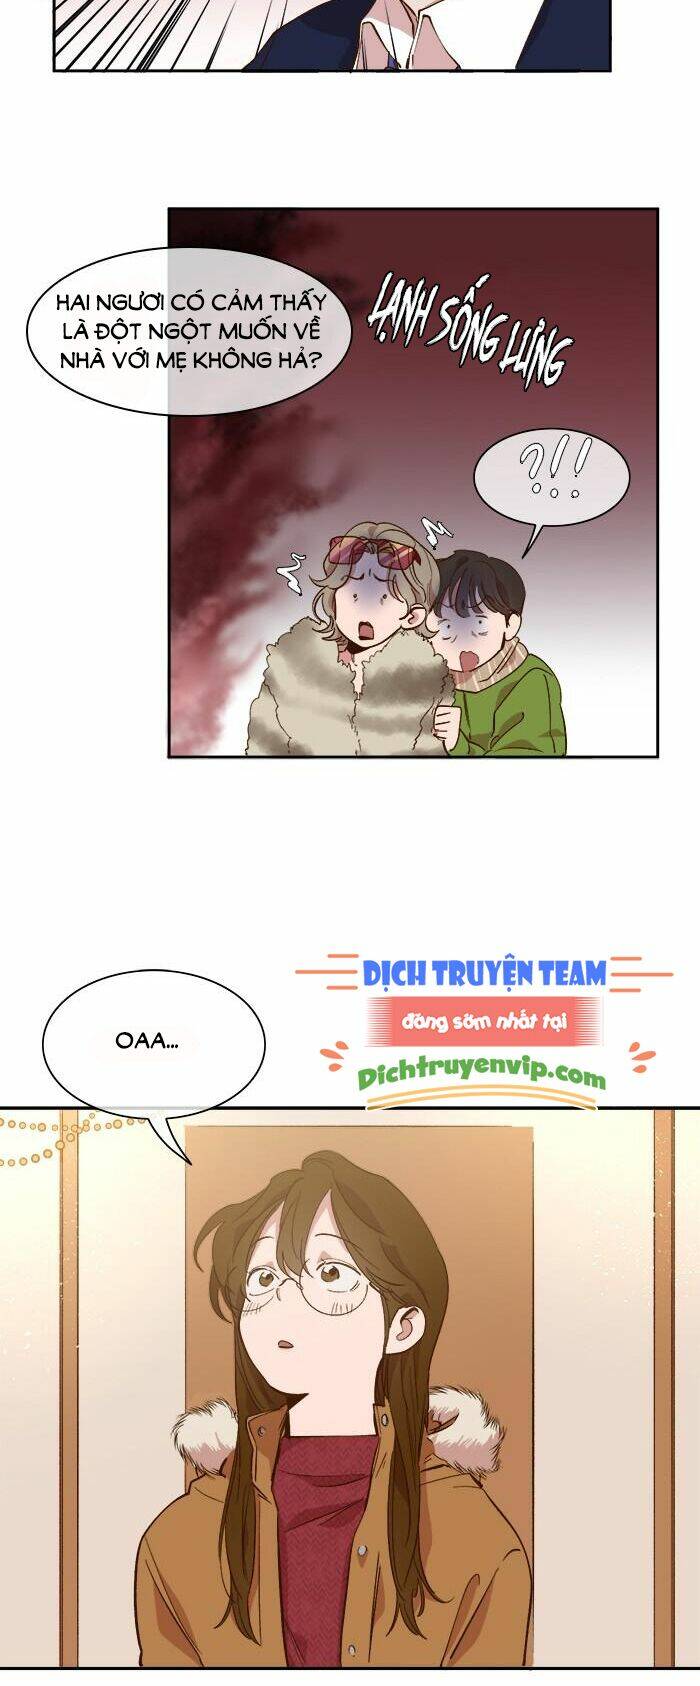 HAI NGƯƠI CÓ CẢM THẤY
LÀ ĐỘT NGỘT MUỐN VỀ
NHÀ VỚI MẸ KHÔNG HẢ?
LẠNH SỐNG LƯNG
?!!...
OAA...
DỊCH TRUYỆN TEAM
đăng sớm nhất tại
Dichtruyenvip.com